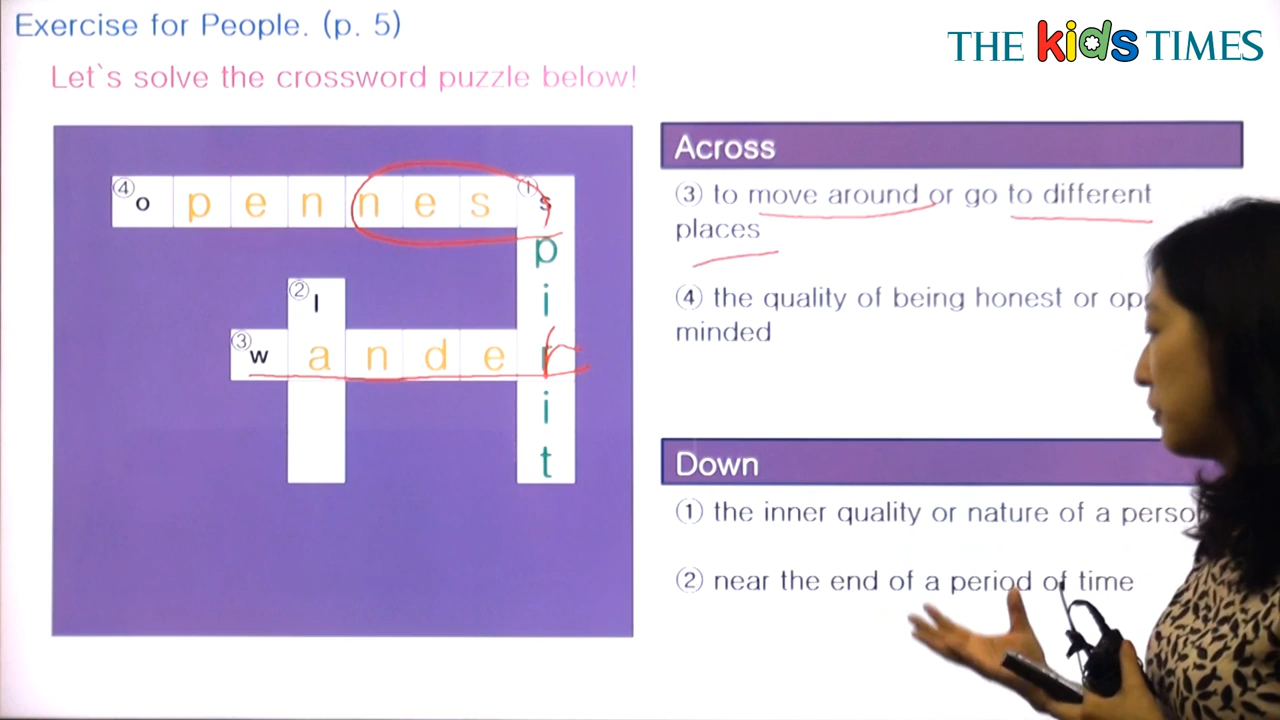 Exercise for People. (p. 5)
THE kids TIMES
Let`s solve the crossword puzzle below!
④ o p e n n e s ① s
p
② l i
③ w a n d e r
i
t
Across
③ to move around or go to different
places
④ the quality of being honest or
minded
Down
① the inner quality or nature of a
② near the end of a period of time